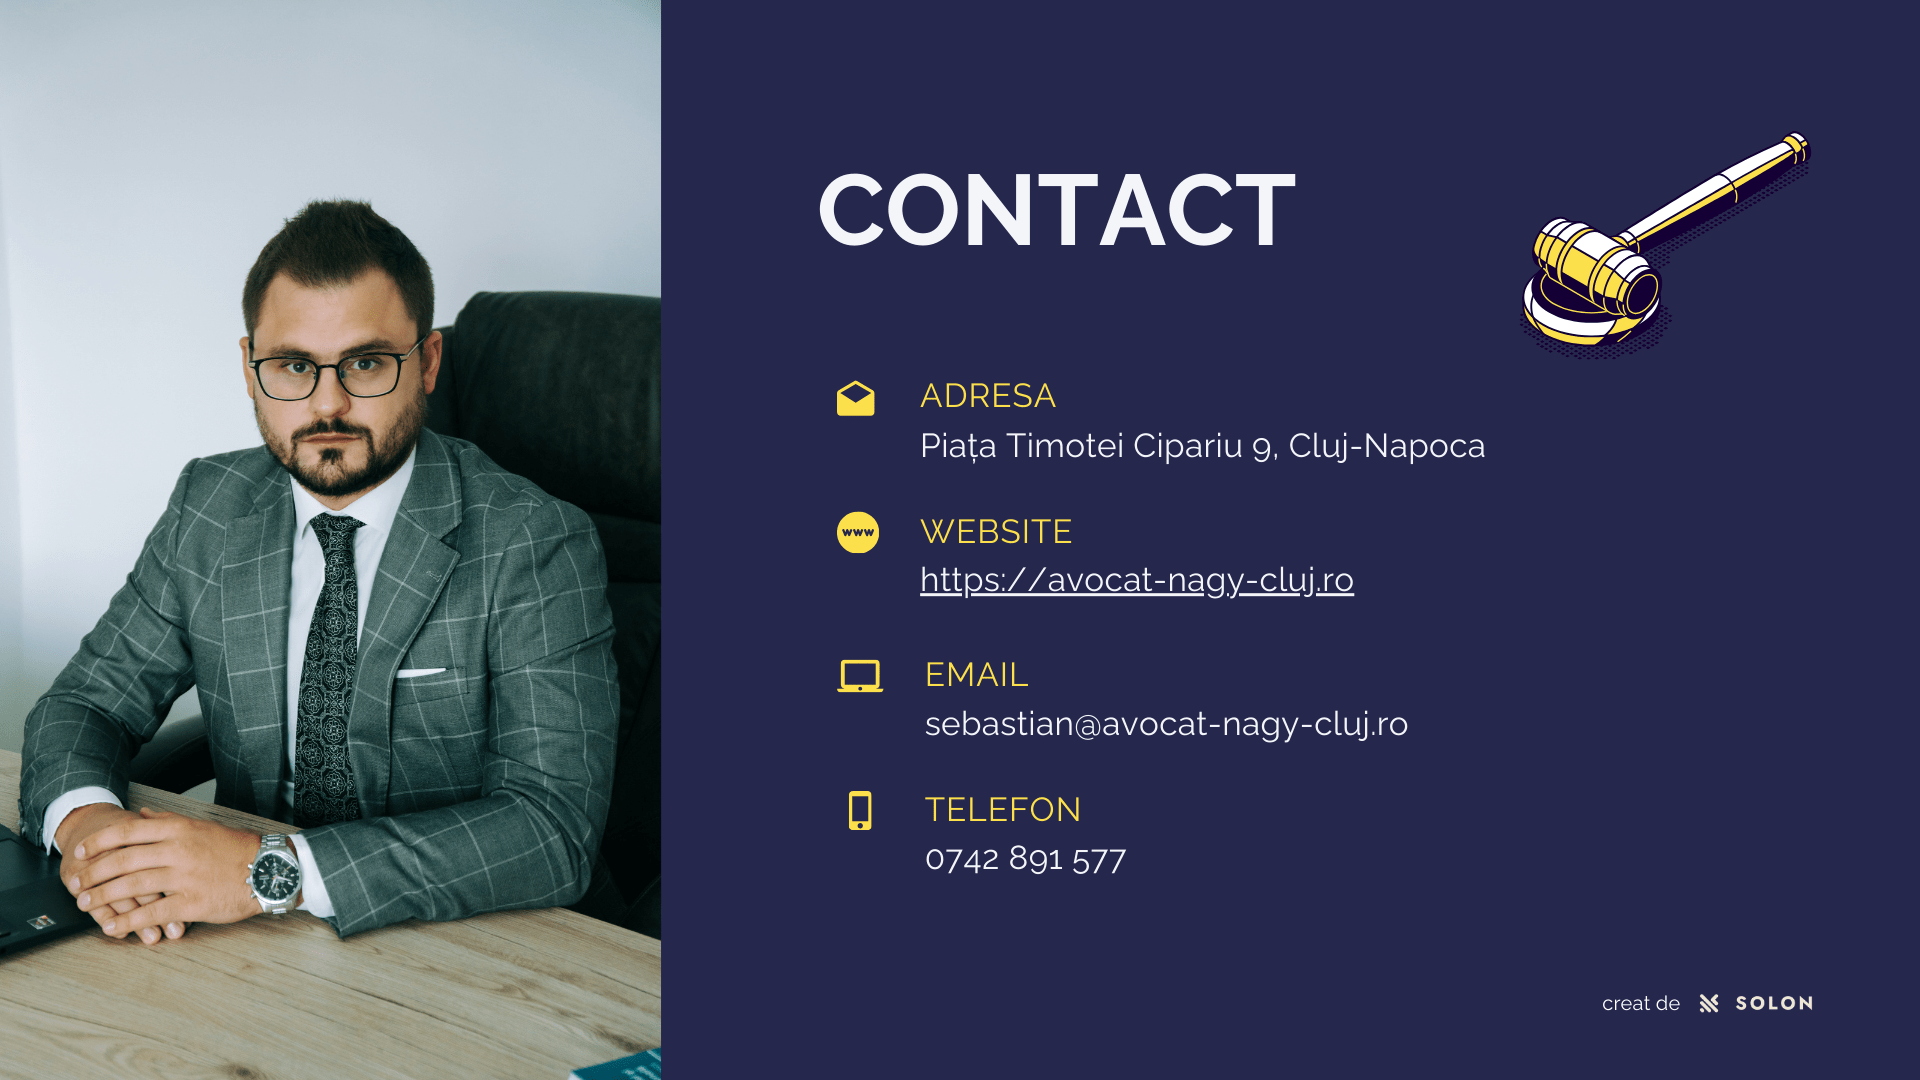 CONTACT
ADRESA
Piața Timotei Cipariu 9, Cluj-Napoca
www
WEBSITE
https://avocat-nagy-cluj.ro
EMAIL
sebastian@avocat-nagy-cluj.ro
TELEFON
0742 891 577
creat de SOLON